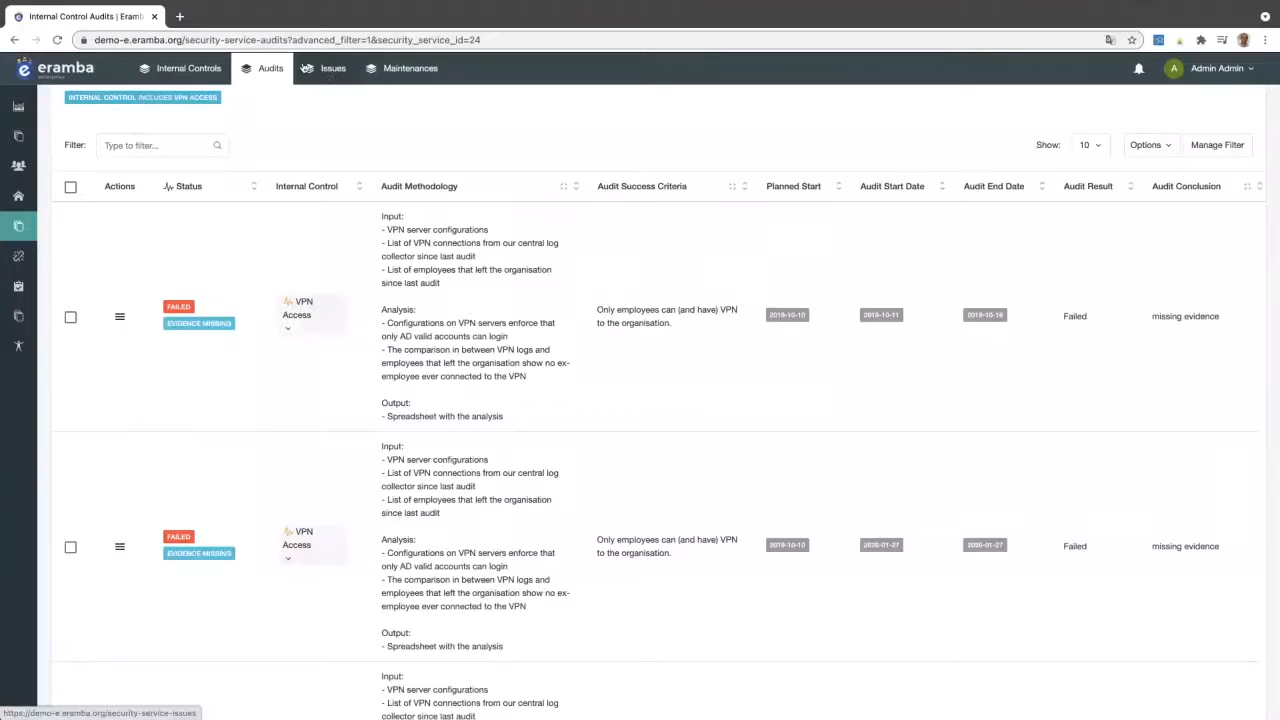 Internal Control Audits | Eramb
demo-e.eramba.org/security-service-audits?advanced_filter=1&security_service_id=24
eramba
enterprise
Internal Controls
Audits
Issues
Maintenances
A
Admin Admin
INTERNAL CONTROL INCLUDES VPN ACCESS
Filter:
Type to filter...
Show:
10
Options
Manage Filter
Actions
Status
Internal Control
Audit Methodology
Audit Success Criteria
Planned Start
Audit Start Date
Audit End Date
Audit Result
Audit Conclusion
FAILED
EVIDENCE MISSING
VPN
Access
Input:
- VPN server configurations
- List of VPN connections from our central log
collector since last audit
- List of employees that left the organisation
since last audit
Analysis:
- Configurations on VPN servers enforce that
only AD valid accounts can login
- The comparison in between VPN logs and
employees that left the organisation show no ex-
employee ever connected to the VPN
Output:
- Spreadsheet with the analysis
Only employees can (and have) VPN
to the organisation.
Failed
missing evidence
FAILED
EVIDENCE MISSING
VPN
Access
Input:
- VPN server configurations
- List of VPN connections from our central log
collector since last audit
- List of employees that left the organisation
since last audit
Analysis:
- Configurations on VPN servers enforce that
only AD valid accounts can login
- The comparison in between VPN logs and
employees that left the organisation show no ex-
employee ever connected to the VPN
Output:
- Spreadsheet with the analysis
Only employees can (and have) VPN
to the organisation.
2019-10-10
2020-01-27
2020-01-27
Failed
missing evidence
Input:
- VPN server configurations
- List of VPN connections from our central log
collector since last audit
https://demo-e.eramba.org/security-service-issues